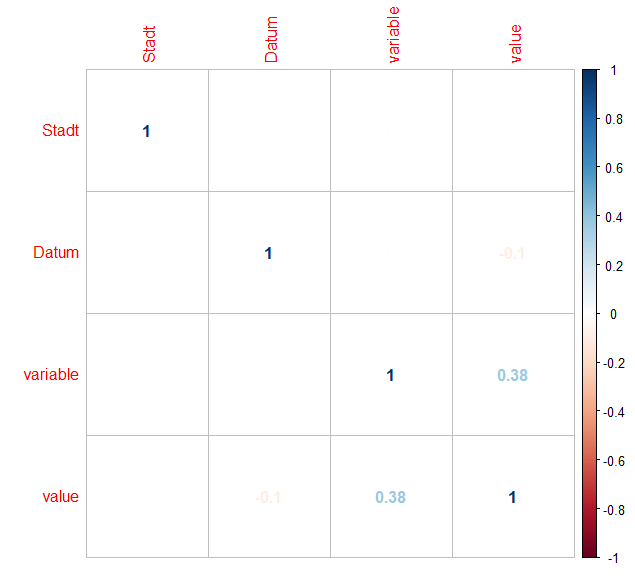 Stadt
Datum
variable
value
Stadt
1
Datum
1
-0.1
variable
1
0.38
value
-0.1
0.38
1
1
0.8
0.6
0.4
0.2
0
-0.2
-0.4
-0.6
-0.8
-1